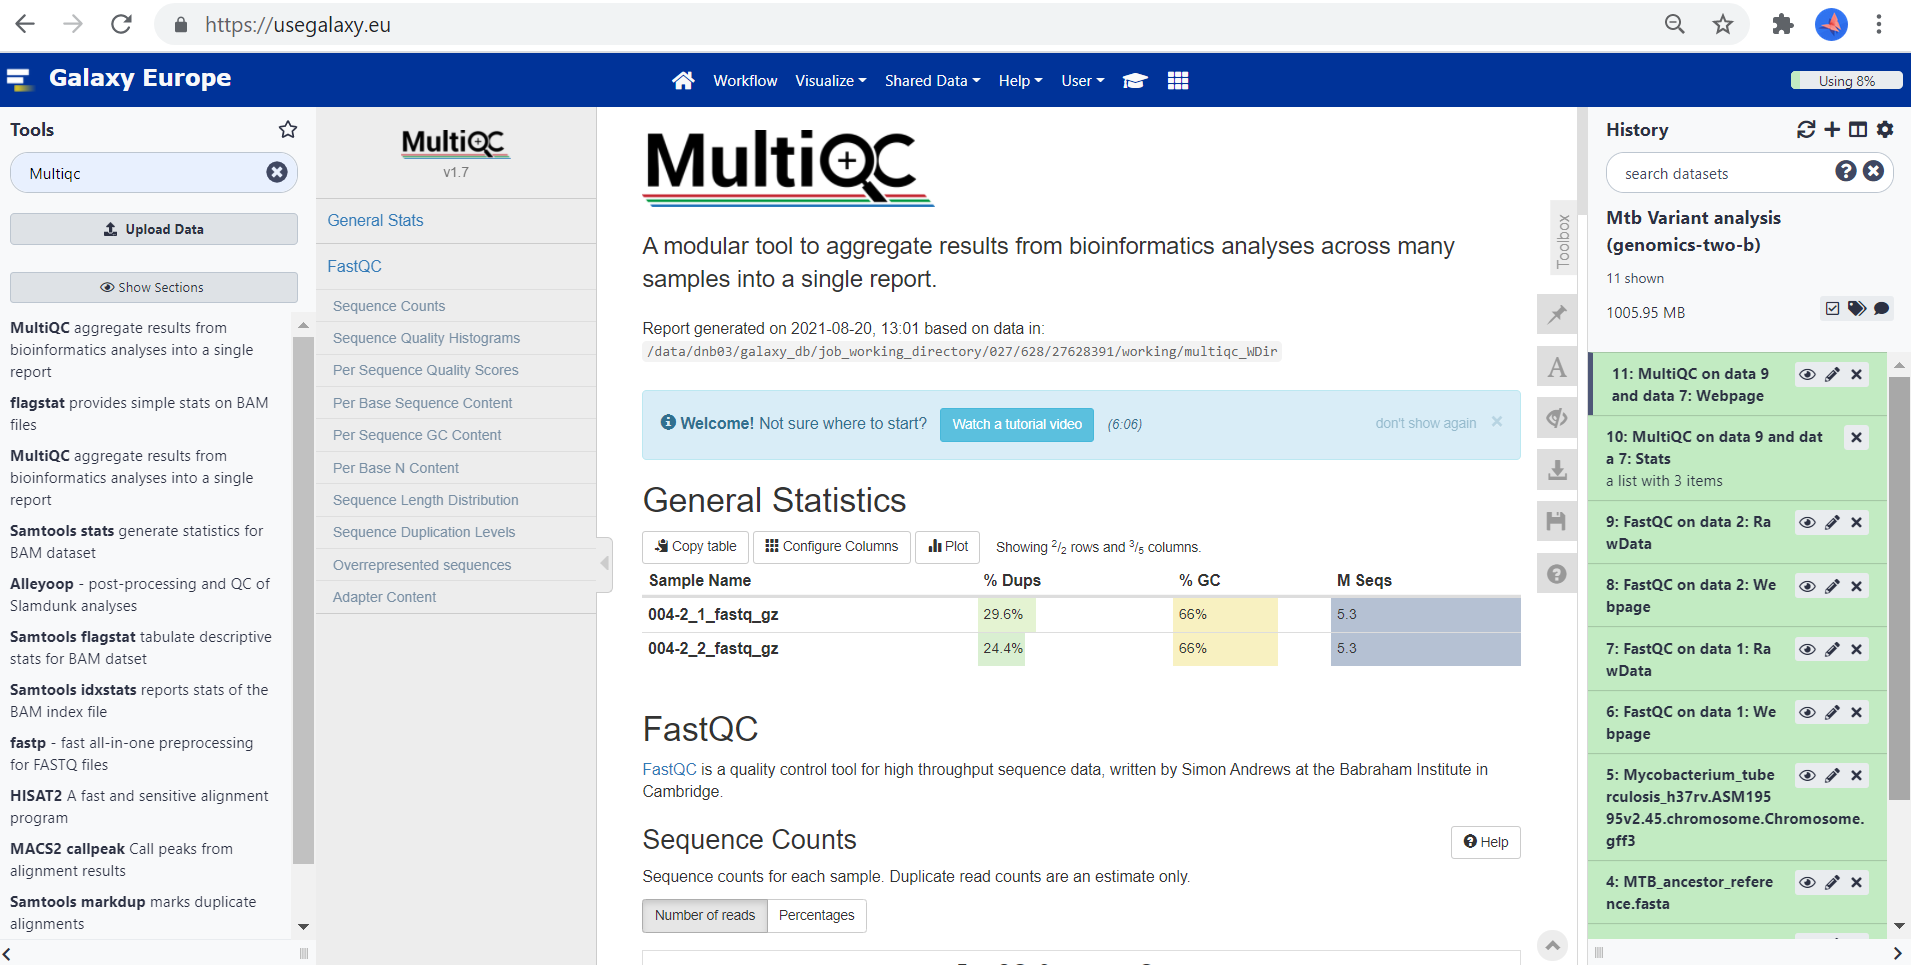 https://usegalaxy.eu
Galaxy Europe
Workflow
Visualize
Shared Data
Help
User
Using 8%
Tools
Multiqc
Upload Data
Show Sections
MultiQC aggregate results from
bioinformatics analyses into a single
report
flagstat provides simple stats on BAM
files
MultiQC aggregate results from
bioinformatics analyses into a single
report
Samtools stats generate statistics for
BAM dataset
Alleyoop - post-processing and QC of
Slamdunk analyses
Samtools flagstat tabulate descriptive
stats for BAM datset
Samtools idxstats reports stats of the
BAM index file
fastp - fast all-in-one preprocessing
for FASTQ files
HISAT2 A fast and sensitive alignment
program
MACS2 callpeak Call peaks from
alignment results
Samtools markdup marks duplicate
alignments
MultiQC
v1.7
General Stats
FastQC
Sequence Counts
Sequence Quality Histograms
Per Sequence Quality Scores
Per Base Sequence Content
Per Sequence GC Content
Per Base N Content
Sequence Length Distribution
Sequence Duplication Levels
Overrepresented sequences
Adapter Content
MultiQC
A modular tool to aggregate results from bioinformatics analyses across many
samples into a single report.
Report generated on 2021-08-20, 13:01 based on data in:
/data/dnb03/galaxy_db/job_working_directory/027/628/27628391/working/multiqc_WDir
Welcome! Not sure where to start? Watch a tutorial video (6:06) don't show again ×
General Statistics
Copy table Configure Columns Plot Showing 2/2 rows and 3/5 columns.
Sample Name % Dups % GC M Seqs
004-2_1_fastq_gz 29.6% 66% 5.3
004-2_2_fastq_gz 24.4% 66% 5.3
FastQC
FastQC is a quality control tool for high throughput sequence data, written by Simon Andrews at the Babraham Institute in
Cambridge.
Sequence Counts
Help
Sequence counts for each sample. Duplicate read counts are an estimate only.
Number of reads Percentages
Toolbox
A
History
search datasets
Mtb Variant analysis
(genomics-two-b)
11 shown
1005.95 MB
11: MultiQC on data 9
and data 7: Webpage
10: MultiQC on data 9 and dat
a 7: Stats
a list with 3 items
9: FastQC on data 2: Ra
wData
8: FastQC on data 2: We
bpage
7: FastQC on data 1: Ra
wData
6: FastQC on data 1: We
bpage
5: Mycobacterium_tube
rculosis_h37rv.ASM195
95v2.45.chromosome.Chromosome.
gff3
4: MTB_ancestor_refere
nce.fasta